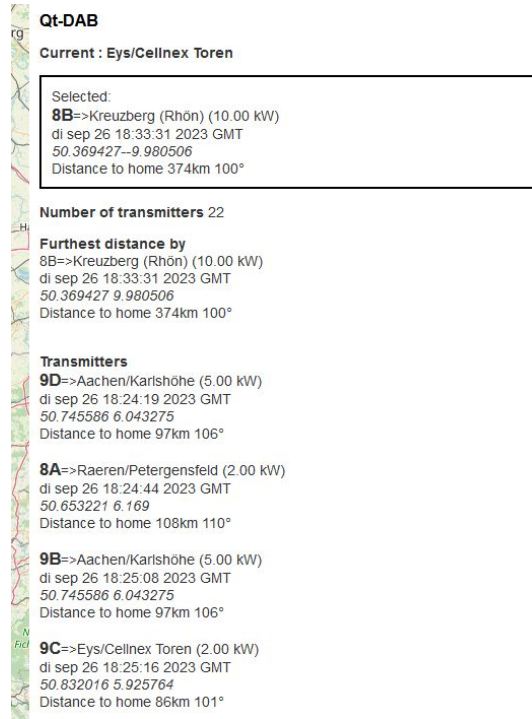 rg
Qt-DAB
Current : Eys/Cellnex Toren
Selected:
8B=>Kreuzberg (Rhön) (10.00 kW)
di sep 26 18:33:31 2023 GMT
50.369427--9.980506
Distance to home 374km 100°
Number of transmitters 22
Furthest distance by
8B=>Kreuzberg (Rhön) (10.00 kW)
di sep 26 18:33:31 2023 GMT
50.369427 9.980506
Distance to home 374km 100°
Transmitters
9D=>Aachen/Karlshöhe (5.00 kW)
di sep 26 18:24:19 2023 GMT
50.745586 6.043275
Distance to home 97km 106°
8A=>Raeren/Petergensfeld (2.00 kW)
di sep 26 18:24:44 2023 GMT
50.653221 6.169
Distance to home 108km 110°
9B=>Aachen/Karlshöhe (5.00 kW)
di sep 26 18:25:08 2023 GMT
50.745586 6.043275
Distance to home 97km 106°
9C=>Eys/Cellnex Toren (2.00 kW)
di sep 26 18:25:16 2023 GMT
50.832016 5.925764
Distance to home 86km 101°